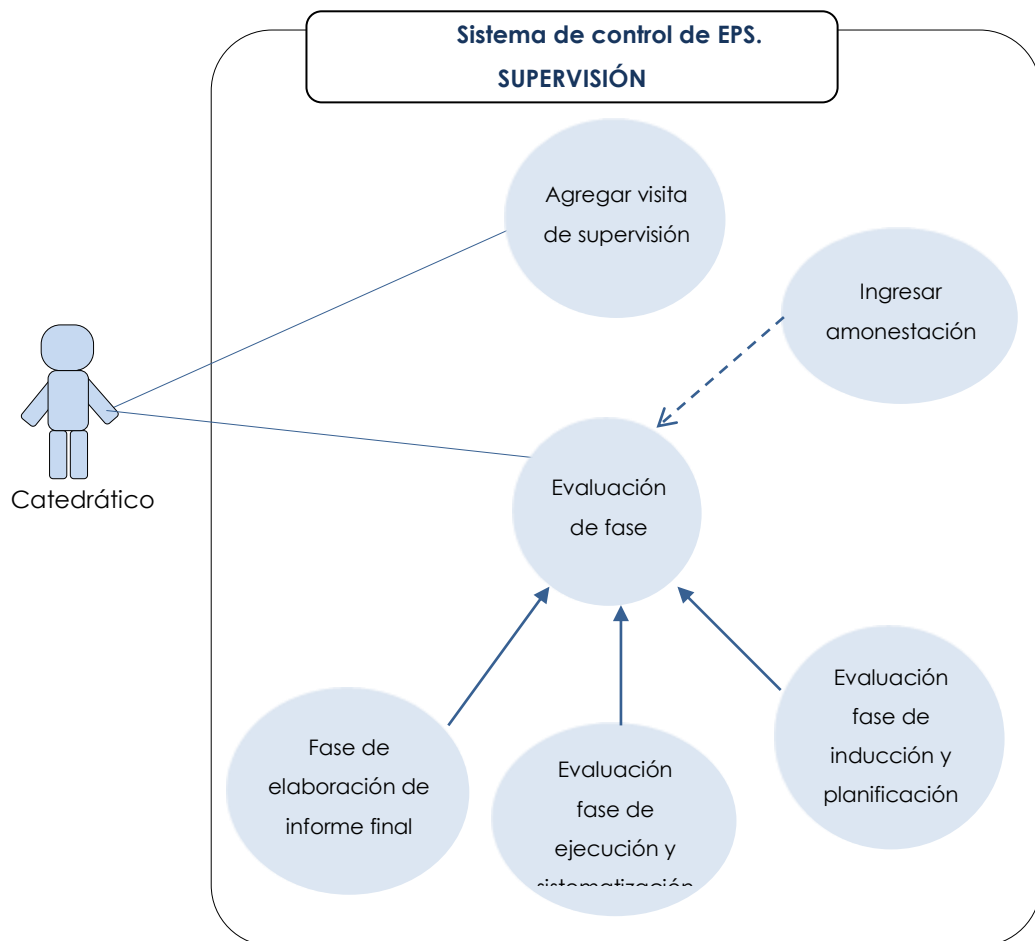 Sistema de control de EPS.
SUPERVISIÓN
Agregar visita
de supervisión
Ingresar
amonestación
Catedrático
Evaluación
de fase
Fase de
elaboración de
informe final
Evaluación
fase de
ejecución y
sistematización
Evaluación
fase de
inducción y
planificación